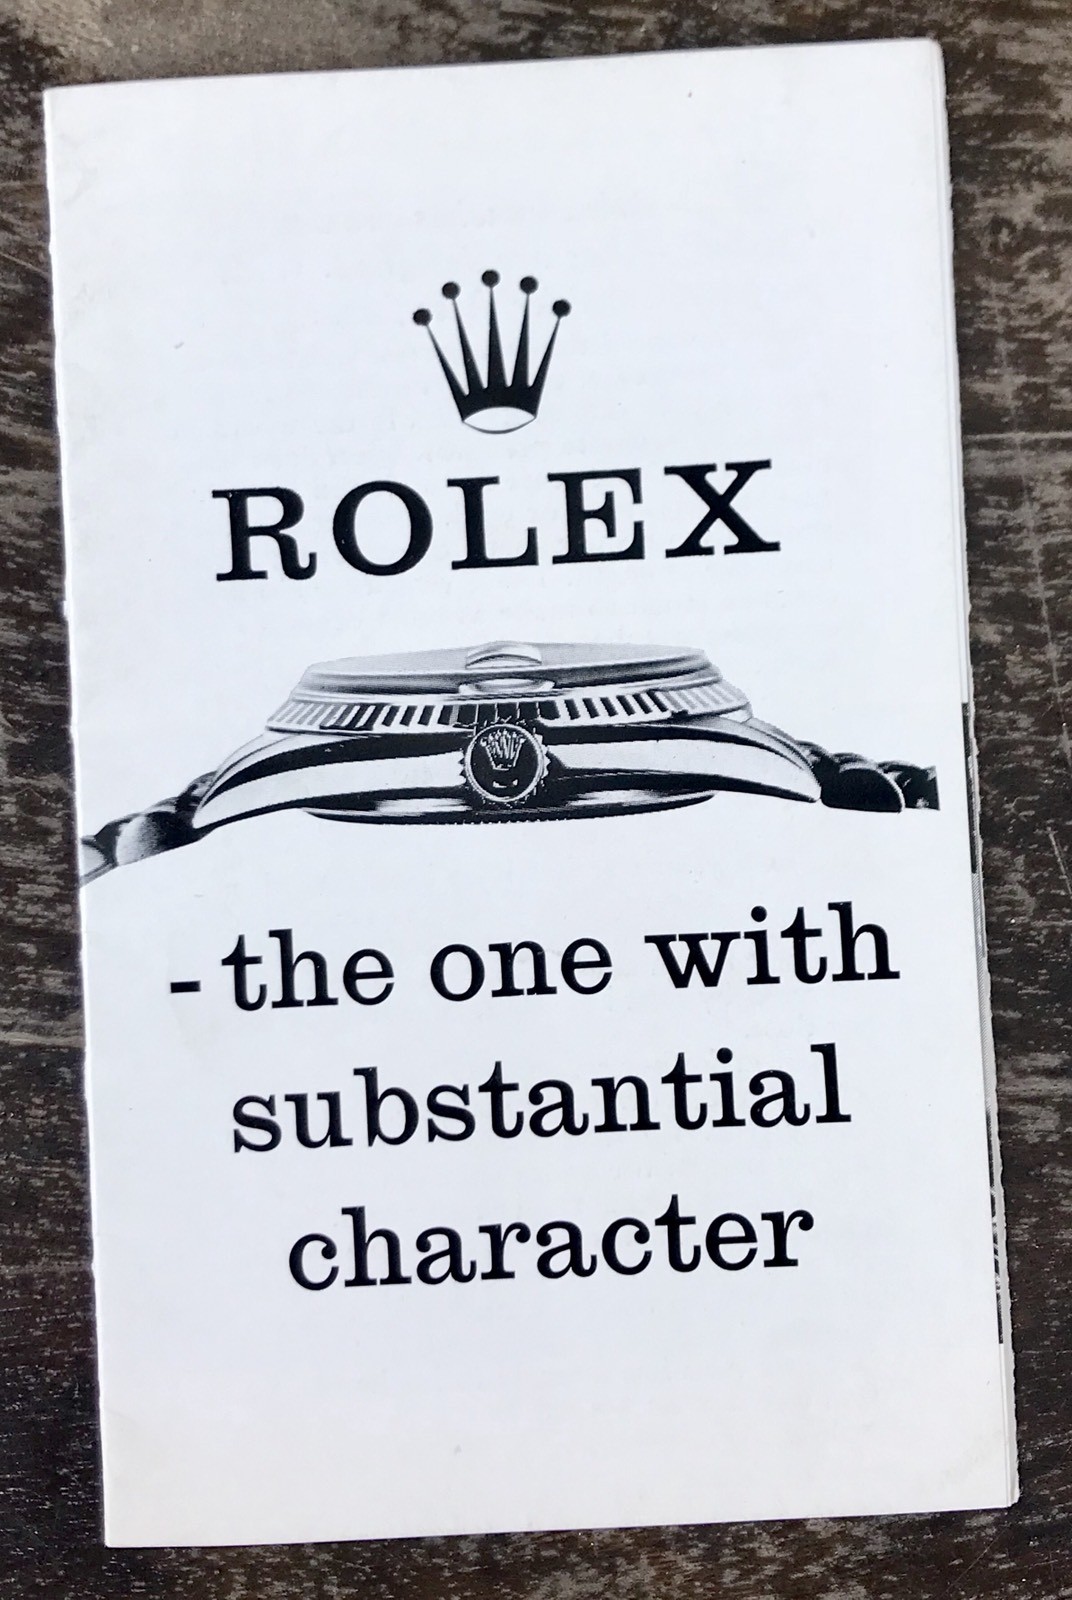 ROLEX
- the one with
substantial
character